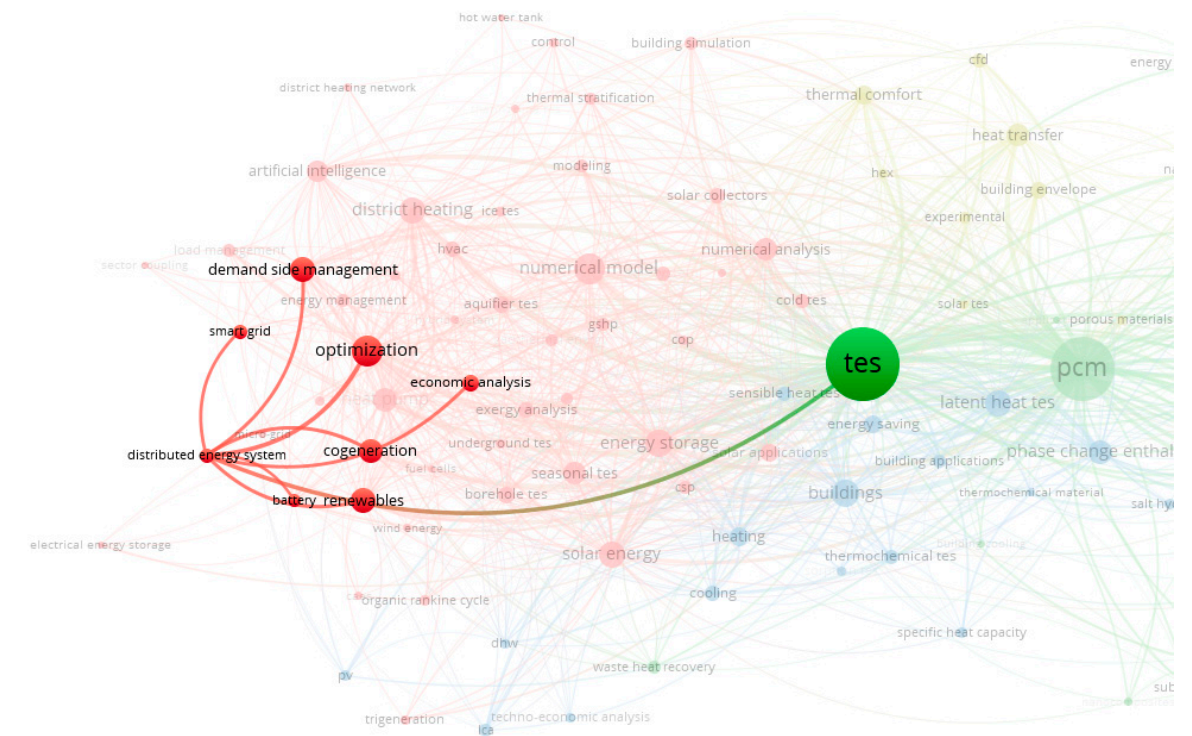 hot water tank
control
building simulation
cfd
energy
district heating network
thermal stratification
thermal comfort
heat transfer
artificial intelligence
modeling
hex
solar collectors
building envelope
district heating
ice tes
experimental
load management
hvac
numerical analysis
sector coupling
demand side management
numerical model
energy management
aquifier tes
cold tes
solar tes
smart grid
gshp
porous materials
optimization
cop
tes
pcm
economic analysis
sensible heat tes
heat pump
exergy analysis
latent heat tes
energy saving
micro-grid
underground tes
energy storage
distributed energy system
cogeneration
solar applications
phase change enthal
fuel cells
building applications
seasonal tes
csp
battery
renewables
borehole tes
buildings
thermochemical material
salt hy
wind energy
heating
electrical energy storage
building cooling
solar energy
thermochemical tes
cooling
organic rankine cycle
specific heat capacity
dhw
waste heat recovery
pv
sub
trigeneration
techno-economic analysis
lca